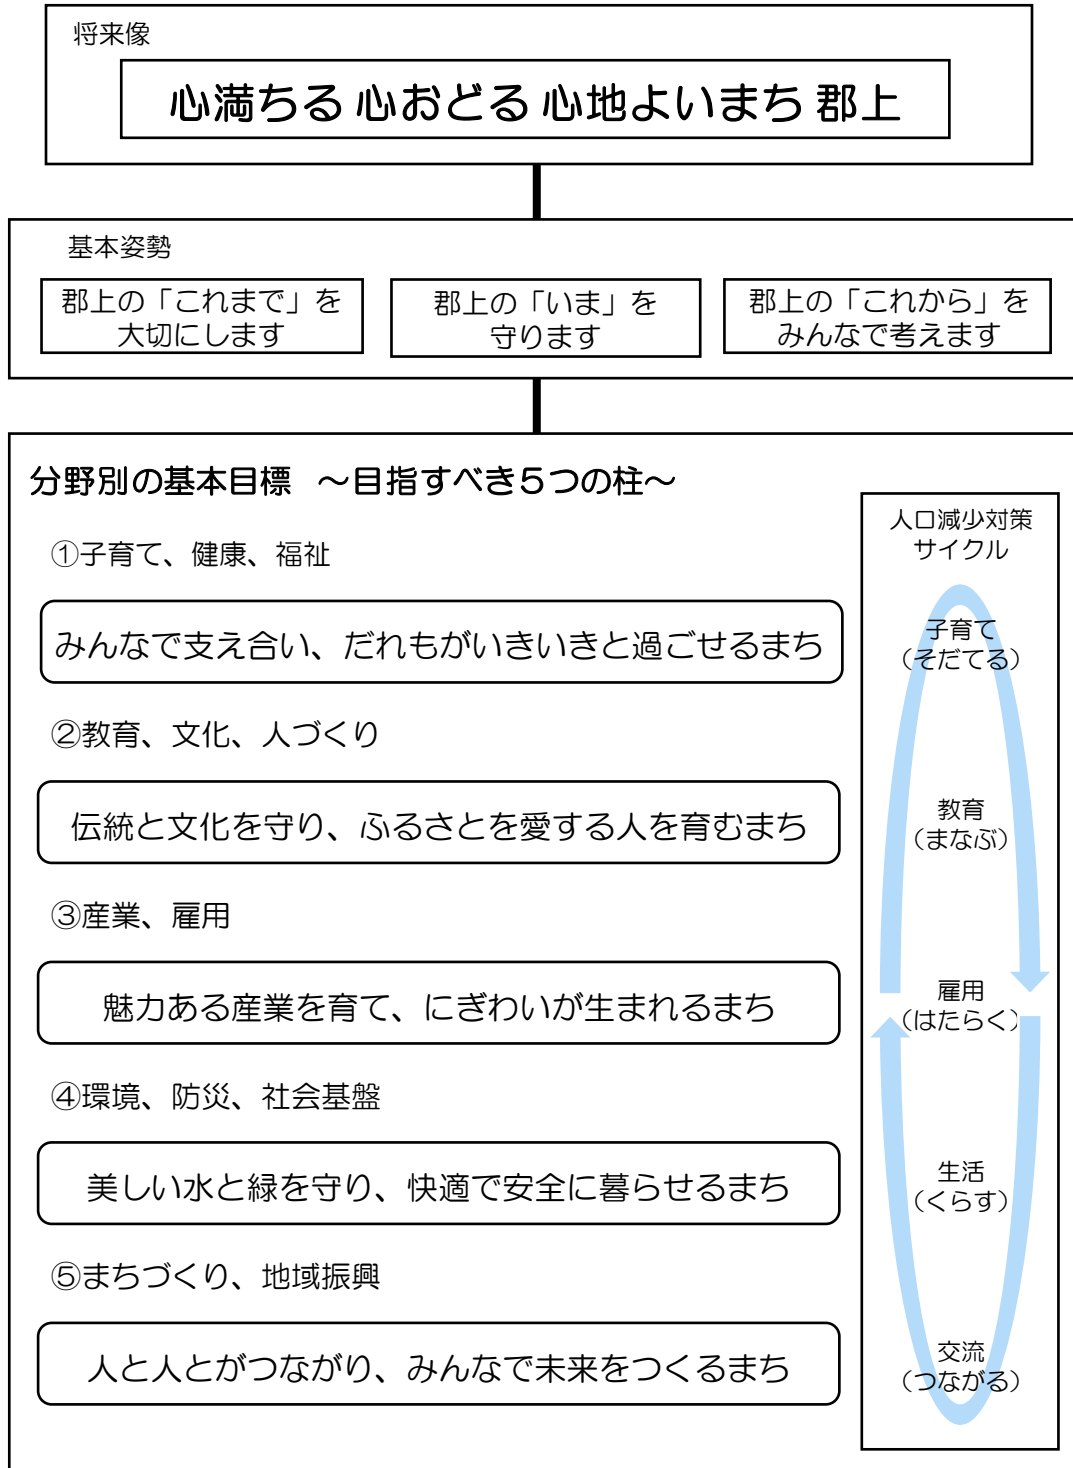 将来像
心満ちる 心おどる 心地よいまち 郡上
基本姿勢
郡上の「これまで」を
大切にします
郡上の「いま」を
守ります
郡上の「これから」を
みんなで考えます
分野別の基本目標 ～目指すべき５つの柱～
①子育て、健康、福祉
みんなで支え合い、だれもがいきいきと過ごせるまち
②教育、文化、人づくり
伝統と文化を守り、ふるさとを愛する人を育むまち
③産業、雇用
魅力ある産業を育て、にぎわいが生まれるまち
④環境、防災、社会基盤
美しい水と緑を守り、快適で安全に暮らせるまち
⑤まちづくり、地域振興
人と人とがつながり、みんなで未来をつくるまち
人口減少対策
サイクル
子育て
（そだてる）
教育
（まなぶ）
雇用
（はたらく）
生活
（くらす）
交流
（つながる）